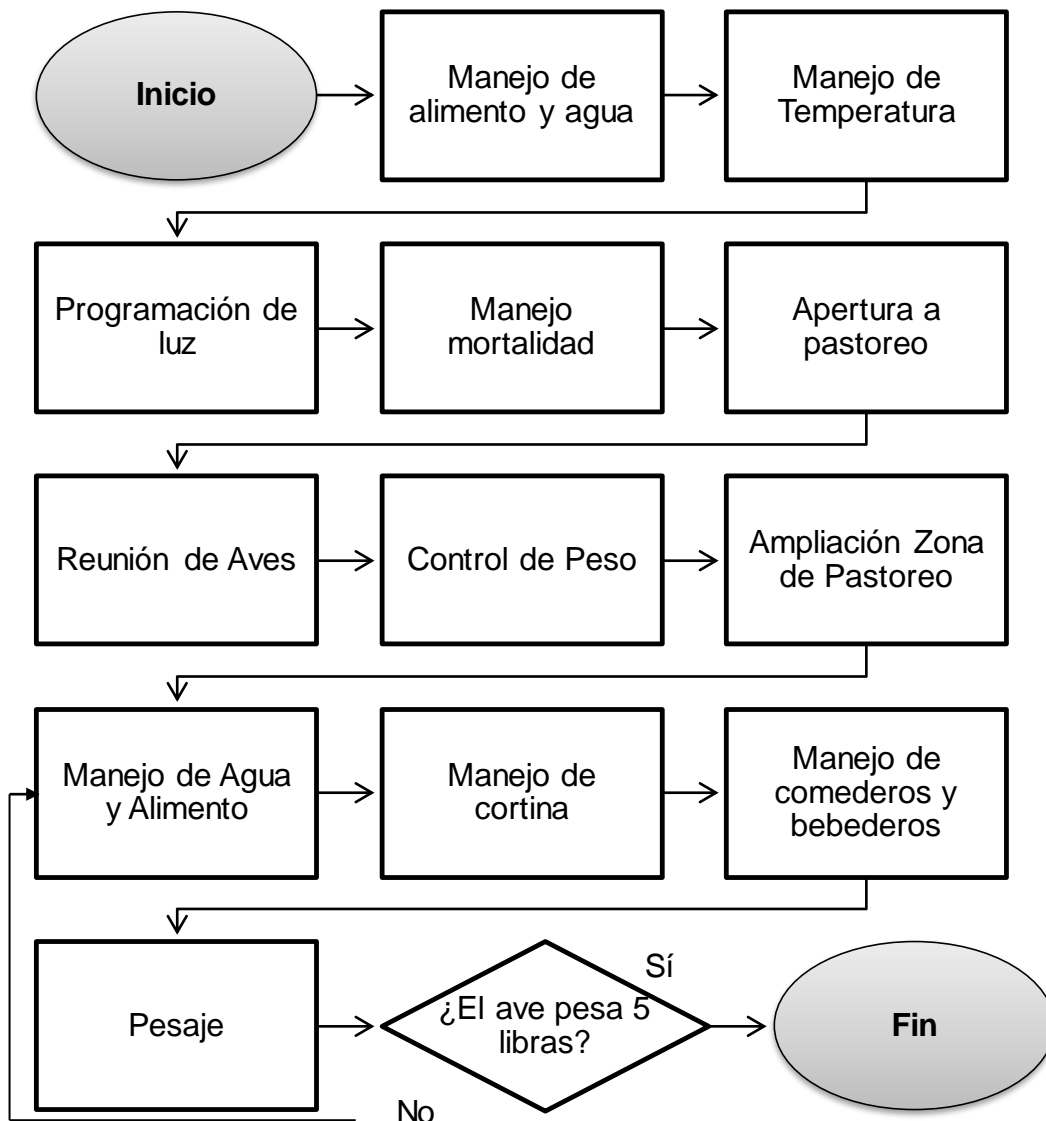 Inicio
Manejo de
alimento y agua
Manejo de
Temperatura
Programación de
luz
Manejo
mortalidad
Apertura a
pastoreo
Reunión de Aves
Control de Peso
Ampliación Zona
de Pastoreo
Manejo de Agua
y Alimento
Manejo de
cortina
Manejo de
comederos y
bebederos
Pesaje
¿El ave pesa 5
libras?
Sí
Fin
No